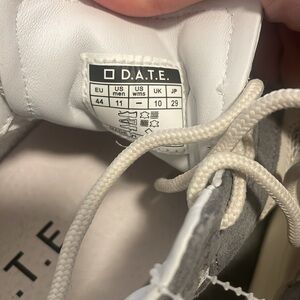 D.A.T.E.
EU US men US wms UK JP
44 11 – 10 29
.T.E